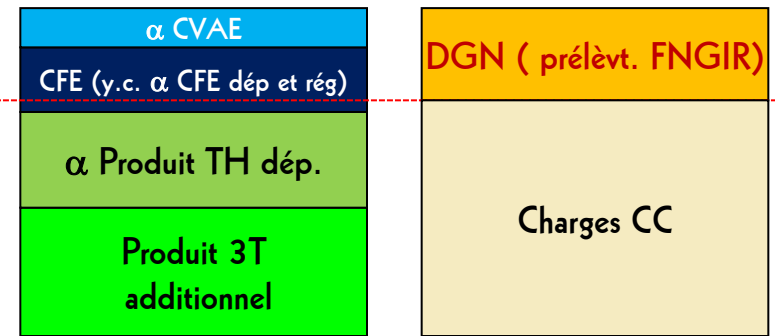 α CVAE
CFE (y.c. α CFE dép et rég)
α Produit TH dép.
Produit 3T
additionnel
DGN ( prélèvt. FNGIR)
Charges CC